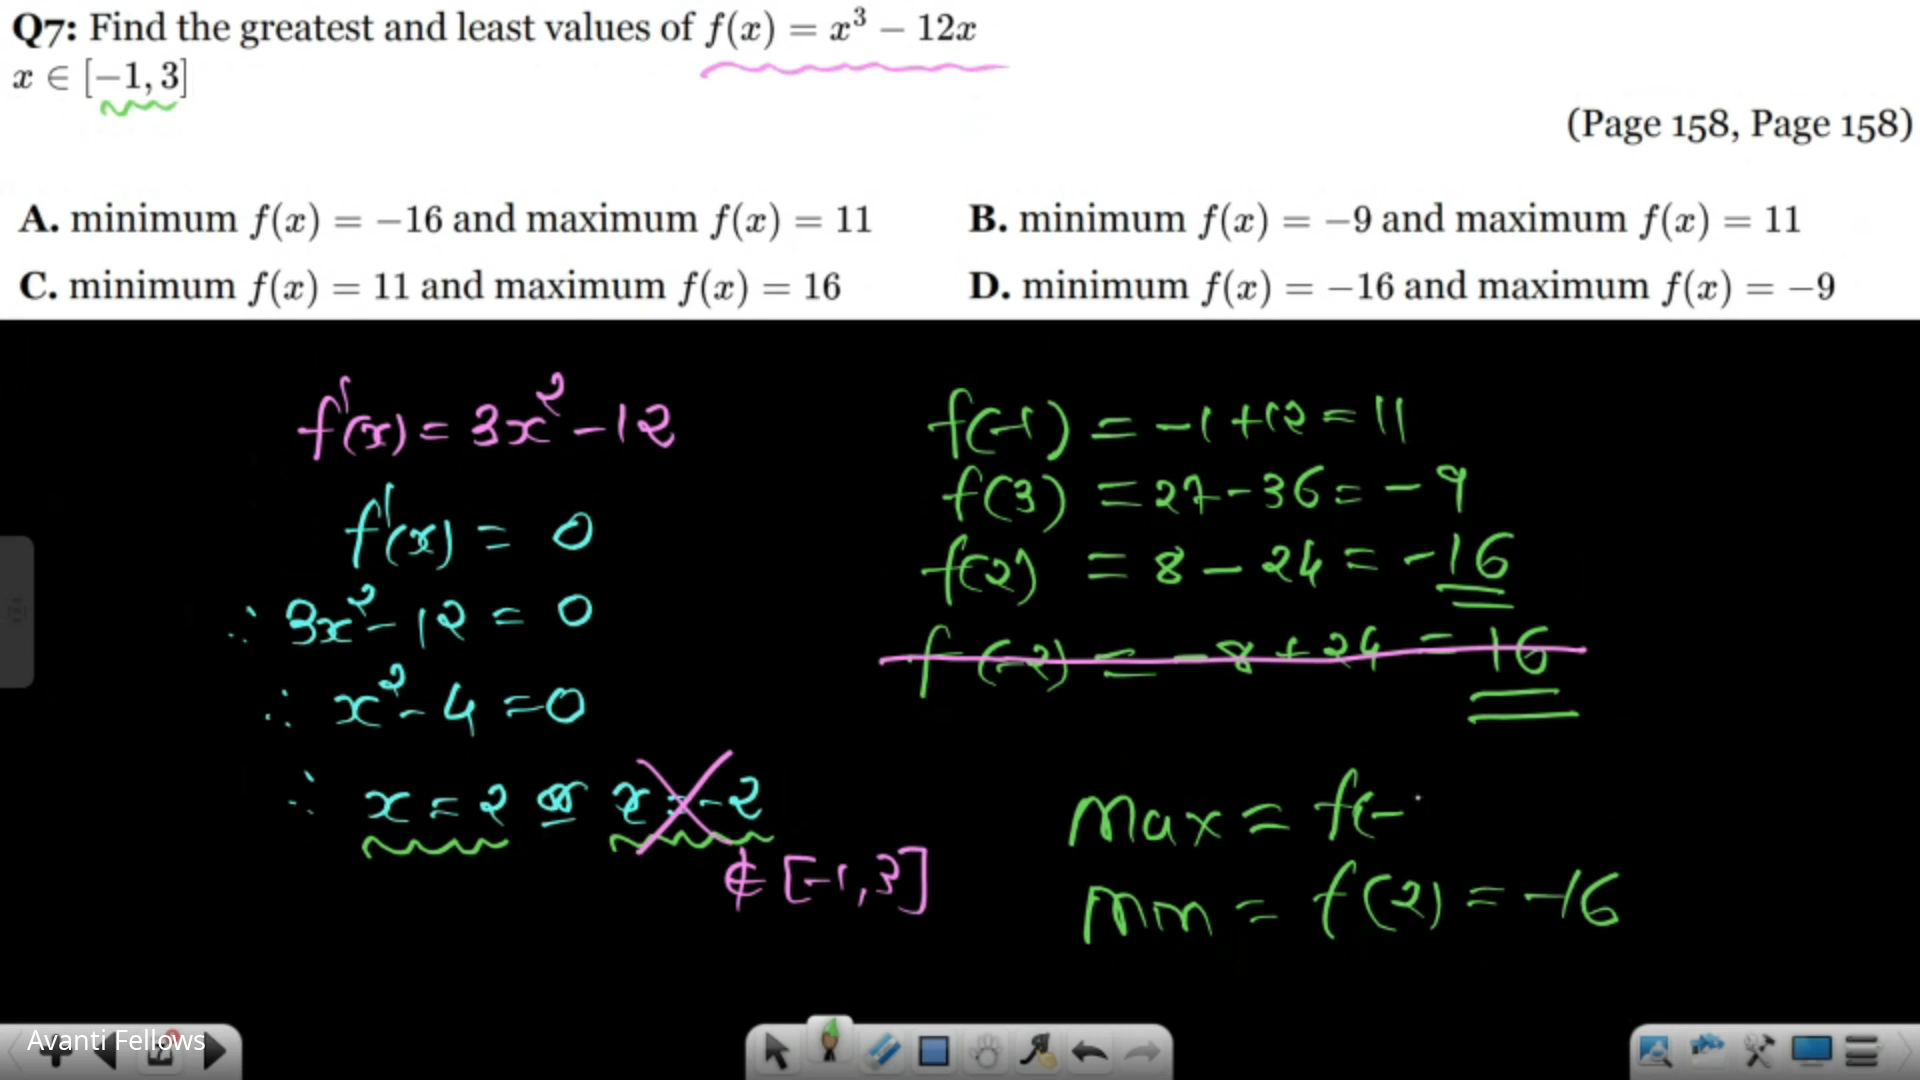 Q7: Find the greatest and least values of f(x) = x³ − 12x
x ∈ [−1, 3]
(Page 158, Page 158)
A. minimum f(x) = −16 and maximum f(x) = 11
B. minimum f(x) = −9 and maximum f(x) = 11
C. minimum f(x) = 11 and maximum f(x) = 16
D. minimum f(x) = −16 and maximum f(x) = −9
f'(x) = 3x² − 12
f'(x) = 0
∴ 3x² − 12 = 0
∴ x² − 4 = 0
∴ x = 2 or x = −2
∉ [−1, 3]
f(−1) = −1 + 12 = 11
f(3) = 27 − 36 = −9
f(2) = 8 − 24 = −16
f(−2) = −8 + 24 = 16
Max = f(−
Min = f(2) = −16
Avanti Fellows